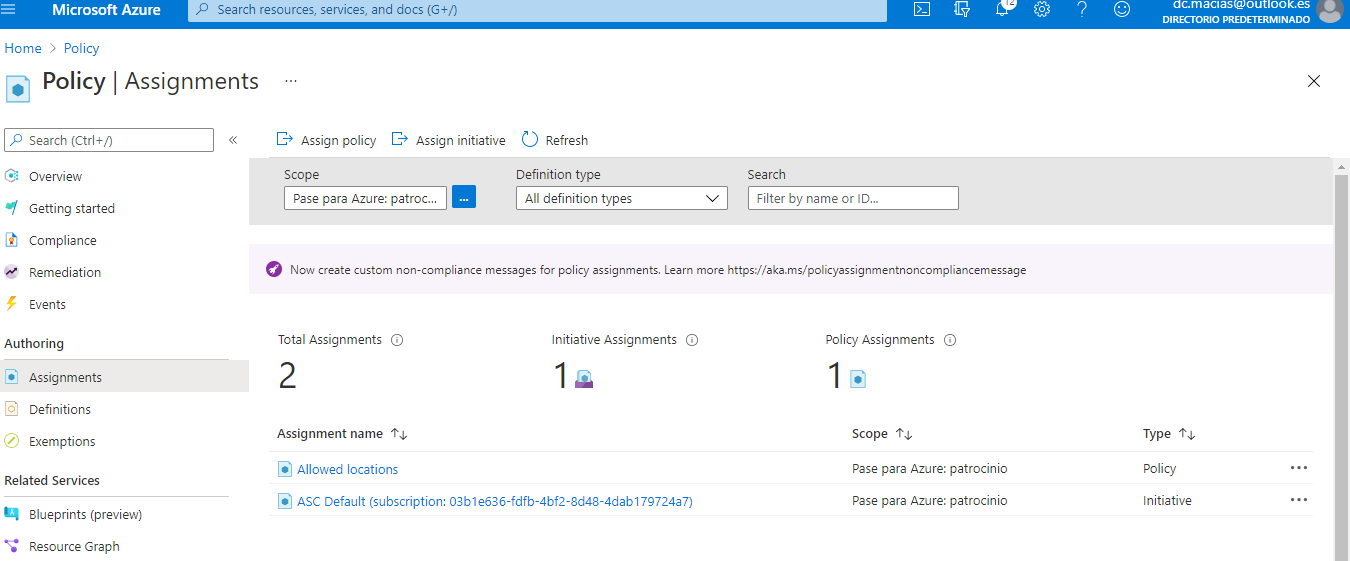 Microsoft Azure
Search resources, services, and docs (G+/)
12
dc.macias@outlook.es
DIRECTORIO PREDETERMINADO
Home > Policy
Policy | Assignments ...
Search (Ctrl+/)
«
Overview
Getting started
Compliance
Remediation
Events
Authoring
Assignments
Definitions
Exemptions
Related Services
Blueprints (preview)
Resource Graph
Assign policy Assign initiative Refresh
Scope Definition type Search
Pase para Azure: patroc... ... All definition types Filter by name or ID...
Now create custom non-compliance messages for policy assignments. Learn more https://aka.ms/policyassignmentnoncompliancemessage
Total Assignments Initiative Assignments Policy Assignments
2 1 1
Assignment name Scope Type
Allowed locations Pase para Azure: patrocinio Policy ...
ASC Default (subscription: 03b1e636-fdfb-4bf2-8d48-4dab179724a7) Pase para Azure: patrocinio Initiative ...